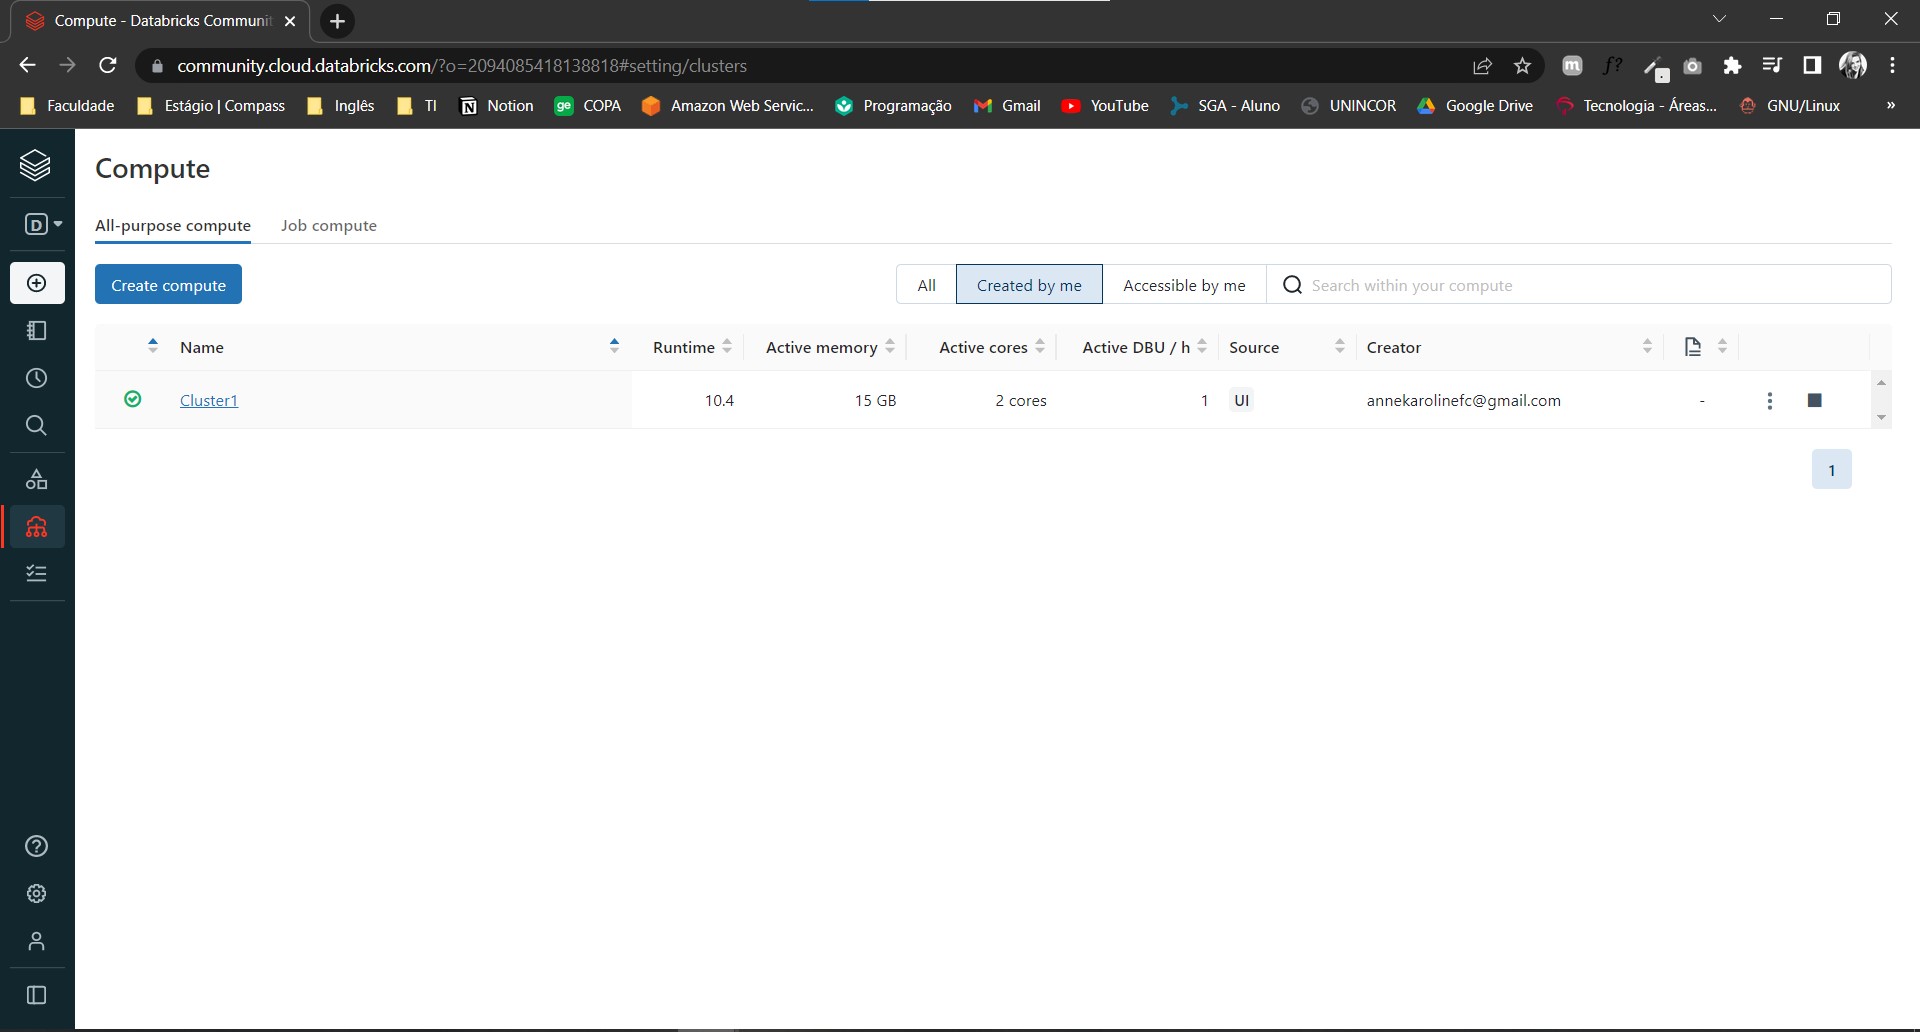 Compute - Databricks Communit
community.cloud.databricks.com/?o=2094085418138818#setting/clusters
m f?
Faculdade Estágio | Compass Inglês TI Notion ge COPA Amazon Web Servic... Programação Gmail YouTube SGA - Aluno UNINCOR Google Drive Tecnologia - Áreas... GNU/Linux »
Compute
D
All-purpose compute Job compute
Create compute All Created by me Accessible by me Search within your compute
Name Runtime Active memory Active cores Active DBU / h Source Creator
Cluster1 10.4 15 GB 2 cores 1 UI annekarolinefc@gmail.com -
1